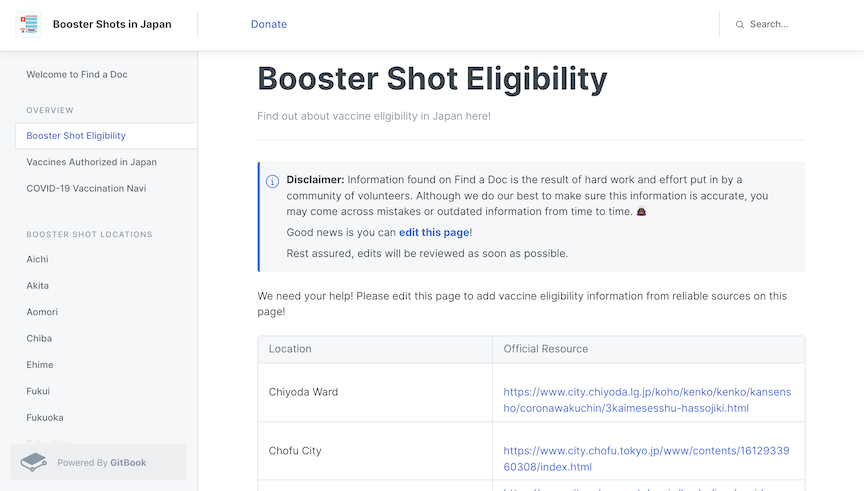 Booster Shots in Japan
Donate
Search...
Welcome to Find a Doc
OVERVIEW
Booster Shot Eligibility
Vaccines Authorized in Japan
COVID-19 Vaccination Navi
BOOSTER SHOT LOCATIONS
Aichi
Akita
Aomori
Chiba
Ehime
Fukui
Fukuoka
Powered By GitBook
Booster Shot Eligibility
Find out about vaccine eligibility in Japan here!
Disclaimer: Information found on Find a Doc is the result of hard work and effort put in by a
community of volunteers. Although we do our best to make sure this information is accurate, you
may come across mistakes or outdated information from time to time. 🙇🏾‍♀️
Good news is you can edit this page!
Rest assured, edits will be reviewed as soon as possible.
We need your help! Please edit this page to add vaccine eligibility information from reliable sources on this
page!
Location Official Resource
Chiyoda Ward
https://www.city.chiyoda.lg.jp/koho/kenko/kenko/kansens
ho/coronawakuchin/3kaimesesshu-hassojiki.html
Chofu City
https://www.city.chofu.tokyo.jp/www/contents/16129339
60308/index.html